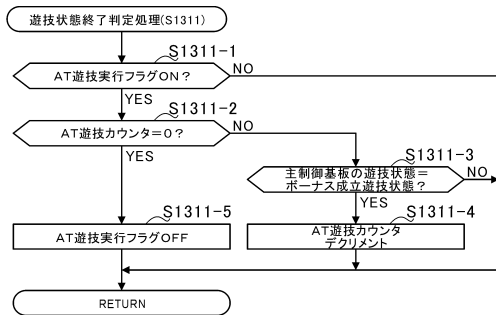 遊技状態終了判定処理(S1311)
S1311-1
AT遊技実行フラグON?
NO
YES
S1311-2
AT遊技カウンタ=0?
NO
YES
S1311-3
主制御基板の遊技状態=
ボーナス成立遊技状態?
NO
YES
S1311-5
AT遊技実行フラグOFF
S1311-4
AT遊技カウンタ
デクリメント
RETURN